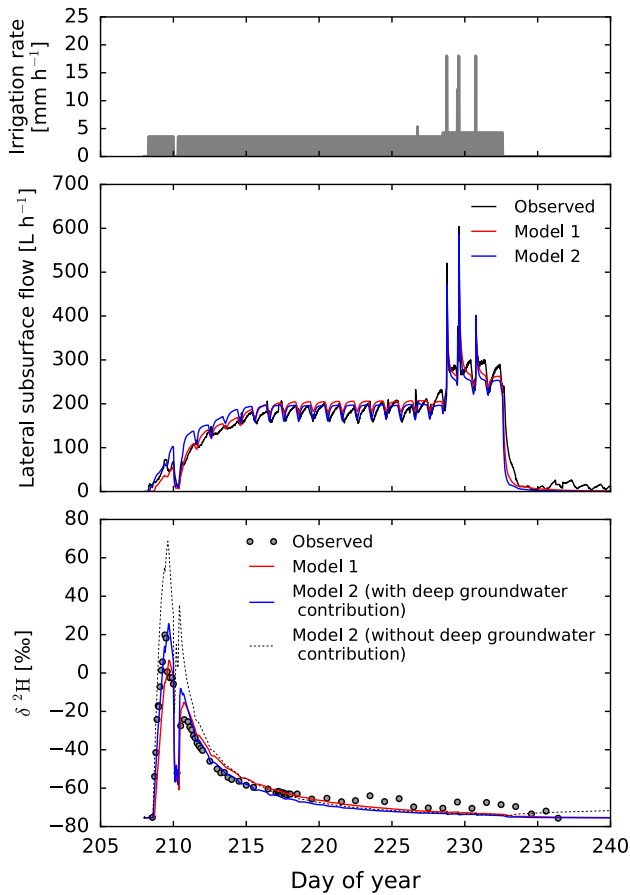 Irrigation rate
[mm h⁻¹]
25
20
15
10
5
0
Lateral subsurface flow [L h⁻¹]
700
600
500
400
300
200
100
0
Observed
Model 1
Model 2
δ ²H [‰]
80
60
40
20
0
−20
−40
−60
−80
Observed
Model 1
Model 2 (with deep groundwater
contribution)
Model 2 (without deep groundwater
contribution)
205 210 215 220 225 230 235 240
Day of year